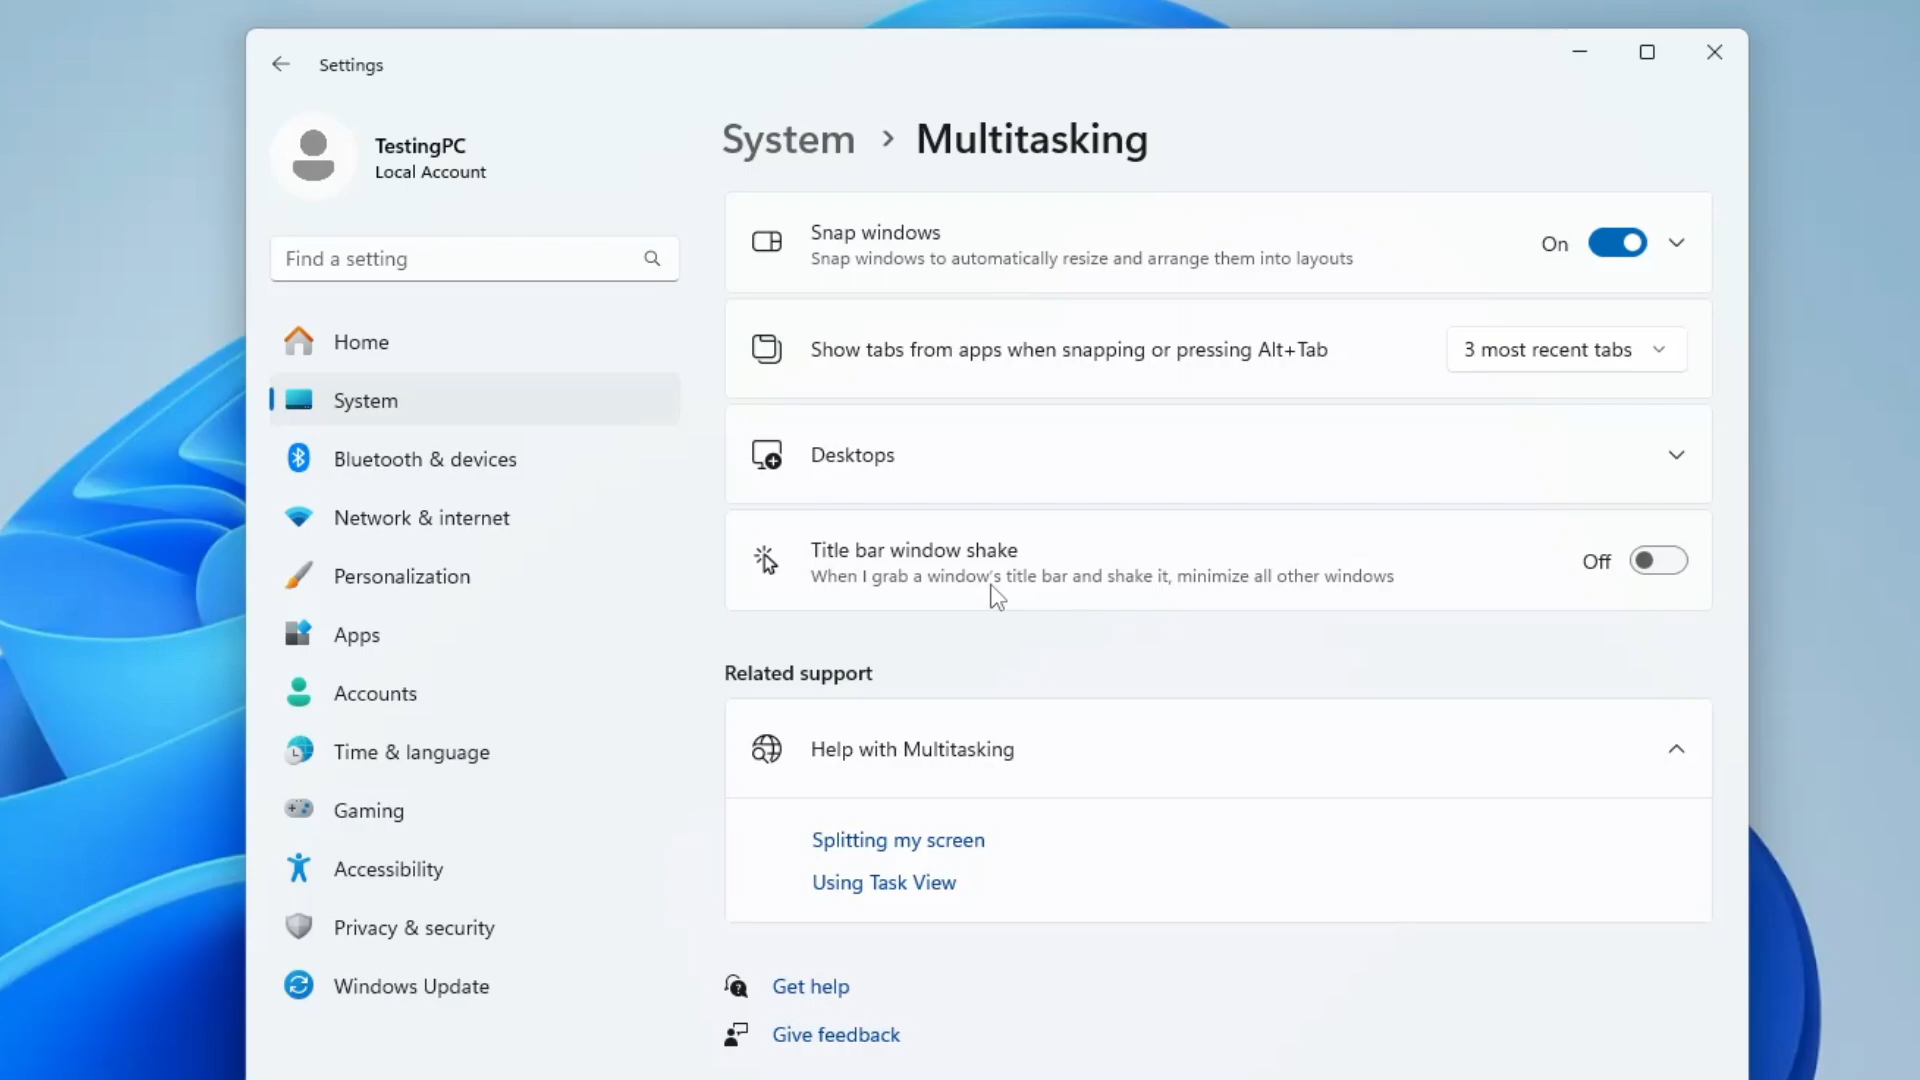 Settings
TestingPC
Local Account
Find a setting
Home
System
Bluetooth & devices
Network & internet
Personalization
Apps
Accounts
Time & language
Gaming
Accessibility
Privacy & security
Windows Update
System > Multitasking
Snap windows
Snap windows to automatically resize and arrange them into layouts
On
Show tabs from apps when snapping or pressing Alt+Tab
3 most recent tabs
Desktops
Title bar window shake
When I grab a window's title bar and shake it, minimize all other windows
Off
Related support
Help with Multitasking
Splitting my screen
Using Task View
Get help
Give feedback